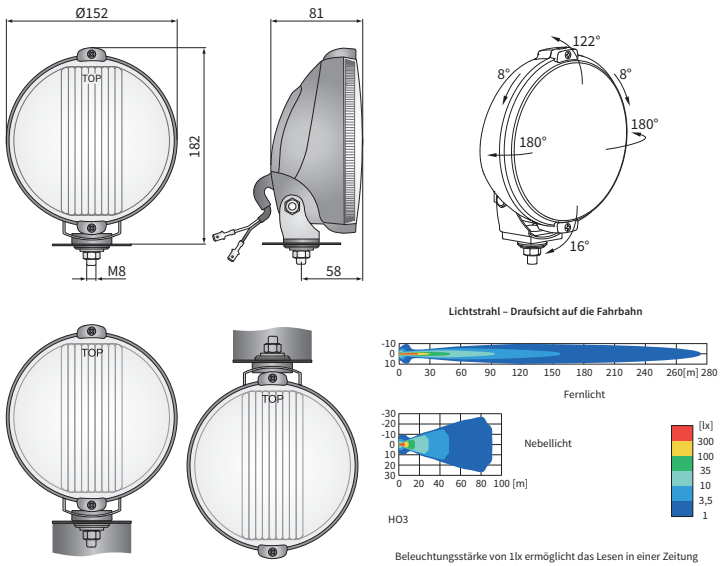 Ø152
81
TOP
182
M8
58
122°
8°
8°
180°
180°
16°
TOP
TOP
Lichtstrahl – Draufsicht auf die Fahrbahn
-10
0
10
0 30 60 90 120 150 180 210 240 260[m] 280
Fernlicht
-30
-20
-10
0
10
20
30
0 20 40 60 80 100 [m]
Nebellicht
[lx]
300
100
35
10
3,5
1
HO3
Beleuchtungsstärke von 1lx ermöglicht das Lesen in einer Zeitung